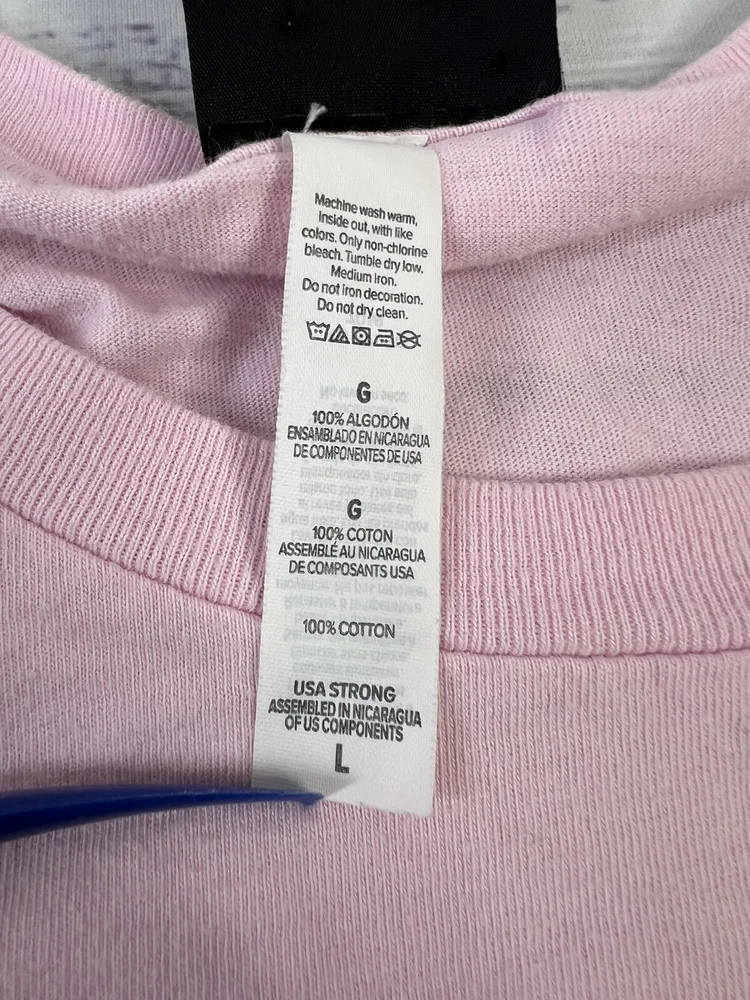 Machine wash warm,
inside out, with like
colors. Only non-chlorine
bleach. Tumble dry low.
Medium iron.
Do not iron decoration.
Do not dry clean.
G
100% ALGODÓN
ENSAMBLADO EN NICARAGUA
DE COMPONENTES DE USA
G
100% COTON
ASSEMBLÉ AU NICARAGUA
DE COMPOSANTS USA
100% COTTON
USA STRONG
ASSEMBLED IN NICARAGUA
OF US COMPONENTS
L